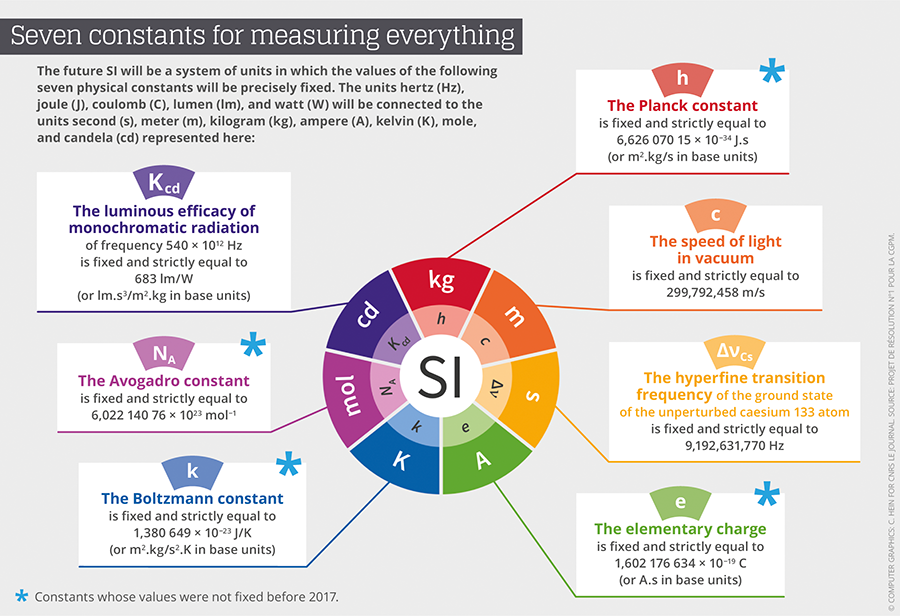 Seven constants for measuring everything
The future SI will be a system of units in which the values of the following
seven physical constants will be precisely fixed. The units hertz (Hz),
joule (J), coulomb (C), lumen (lm), and watt (W) will be connected to the
units second (s), meter (m), kilogram (kg), ampere (A), kelvin (K), mole,
and candela (cd) represented here:
h
*
The Planck constant
is fixed and strictly equal to
6,626 070 15 × 10⁻³⁴ J.s
(or m².kg/s in base units)
K_cd
The luminous efficacy of
monochromatic radiation
of frequency 540 × 10¹² Hz
is fixed and strictly equal to
683 lm/W
(or lm.s³/m².kg in base units)
c
The speed of light
in vacuum
is fixed and strictly equal to
299,792,458 m/s
N_A
*
The Avogadro constant
is fixed and strictly equal to
6,022 140 76 × 10²³ mol⁻¹
Δν_Cs
The hyperfine transition
frequency of the ground state
of the unperturbed caesium 133 atom
is fixed and strictly equal to
9,192,631,770 Hz
k
*
The Boltzmann constant
is fixed and strictly equal to
1,380 649 × 10⁻²³ J/K
(or m².kg/s².K in base units)
e
*
The elementary charge
is fixed and strictly equal to
1,602 176 634 × 10⁻¹⁹ C
(or A.s in base units)
SI
kg
h
m
c
s
Δν
A
e
K
k
mol
N_A
cd
K_cd
* Constants whose values were not fixed before 2017.
© COMPUTER GRAPHICS: C. HEIN FOR CNRS LE JOURNAL. SOURCE: PROJET DE RÉSOLUTION N°1 POUR LA CGPM.